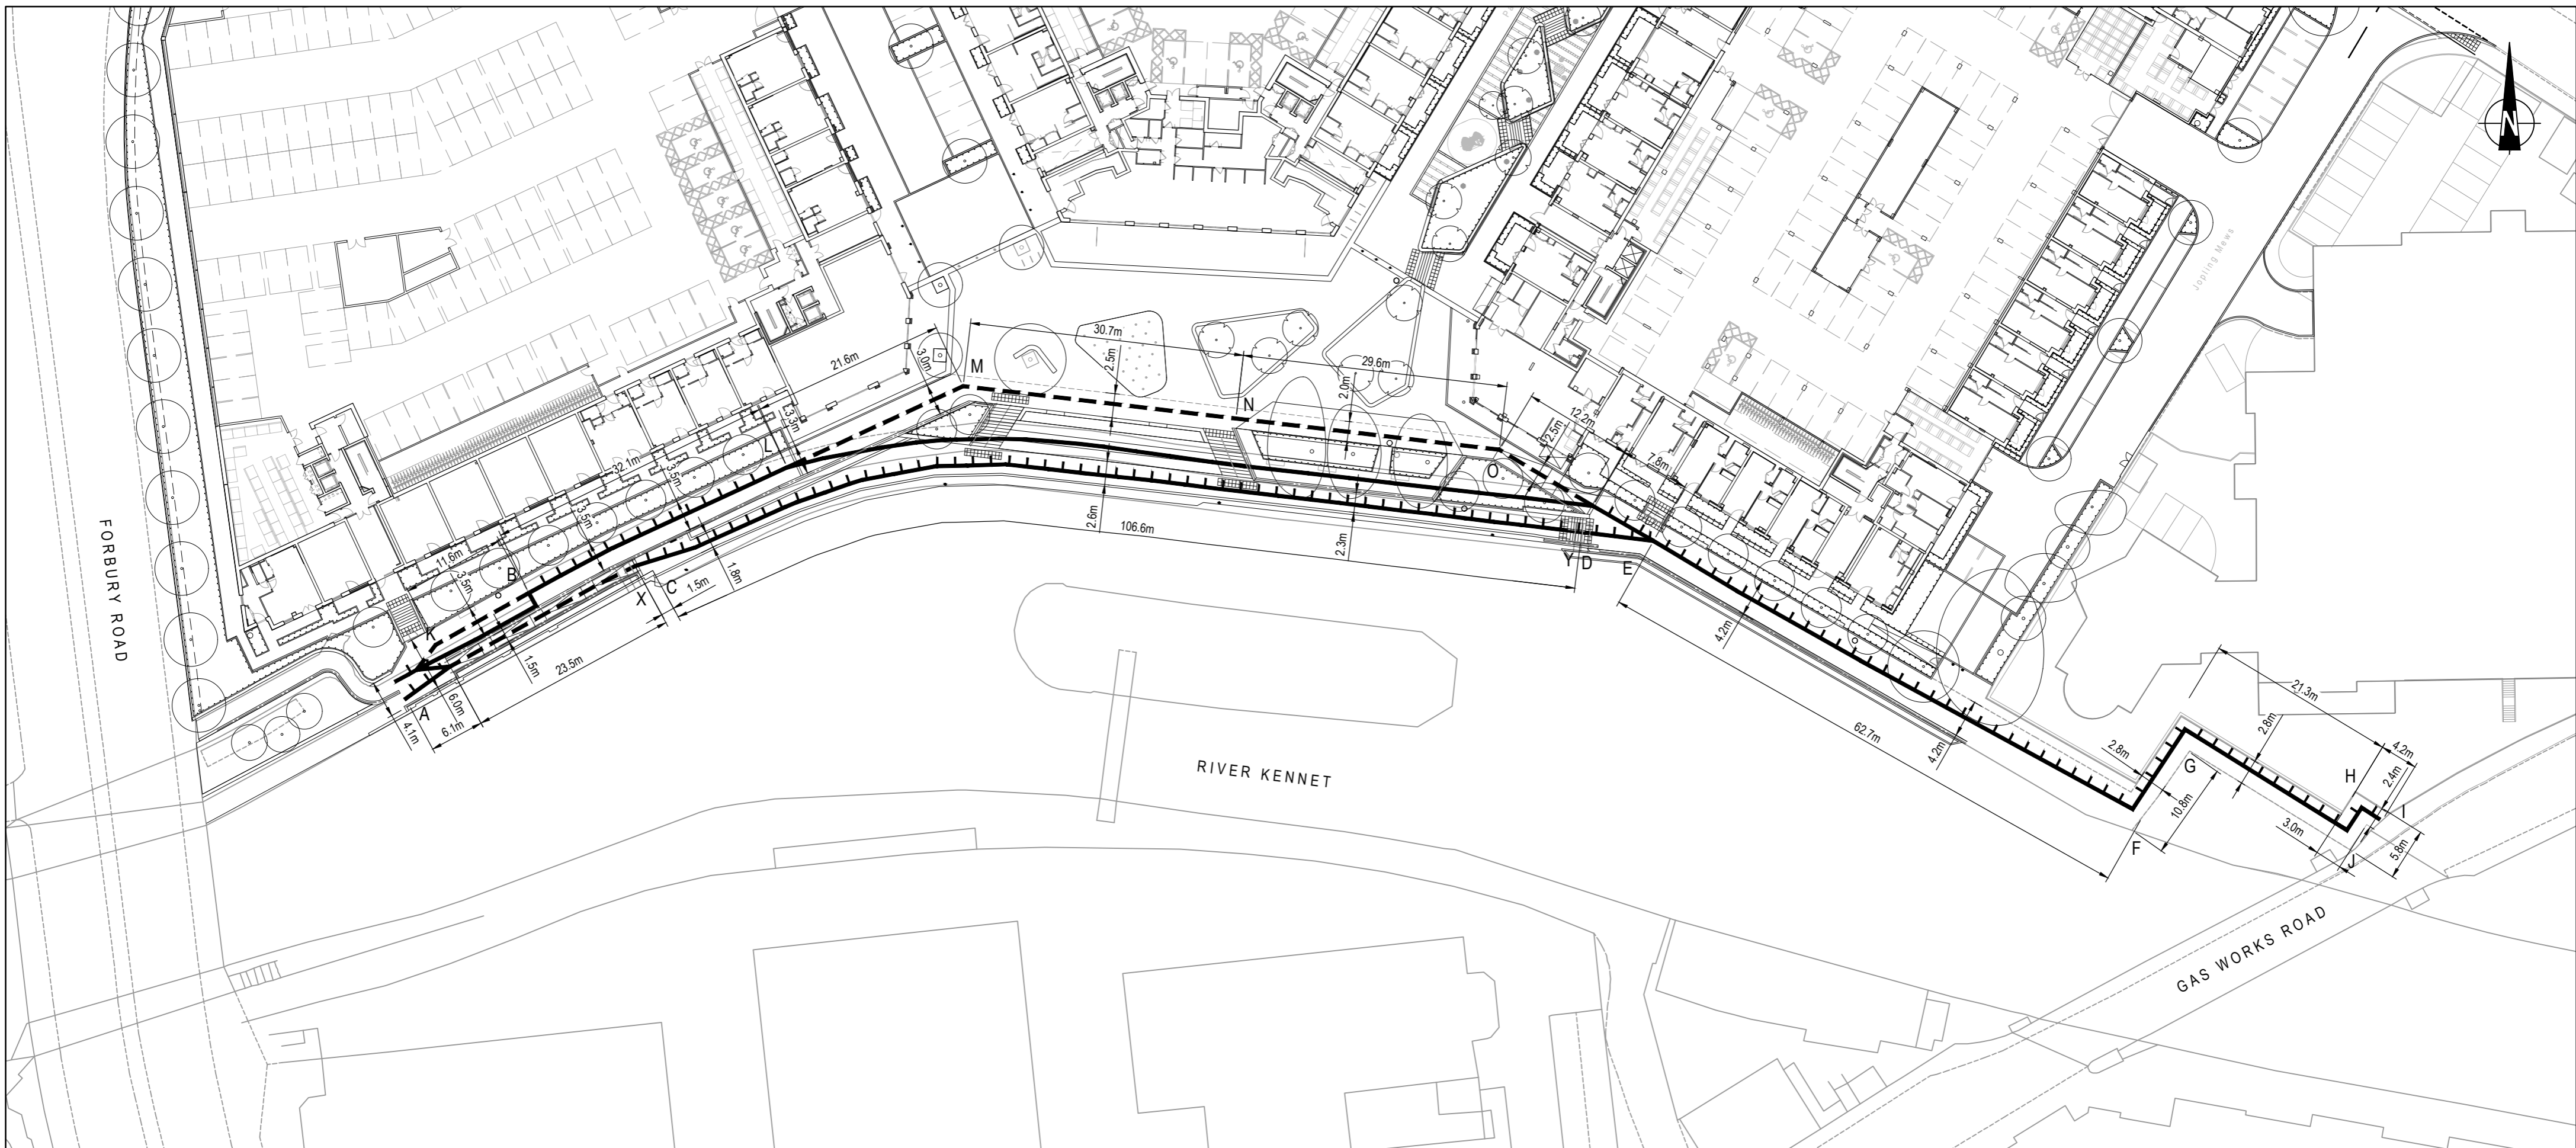 N
Jopling Mews
30.7m
M
2.5m
21.6m
3.0m
29.6m
2.0m
N
3.3m
L
12.2m
2.5m
O
7.8m
32.1m
3.5m
3.5m
11.6m
3.5m
B
FORBURY ROAD
2.6m
106.6m
2.3m
Y
D
E
1.8m
C
1.5m
X
K
1.5m
23.5m
A
6.0m
6.1m
4.1m
4.2m
4.2m
62.7m
RIVER KENNET
21.3m
2.8m
2.8m
G
10.8m
F
H
4.2m
2.4m
I
3.0m
J
5.8m
GAS WORKS ROAD